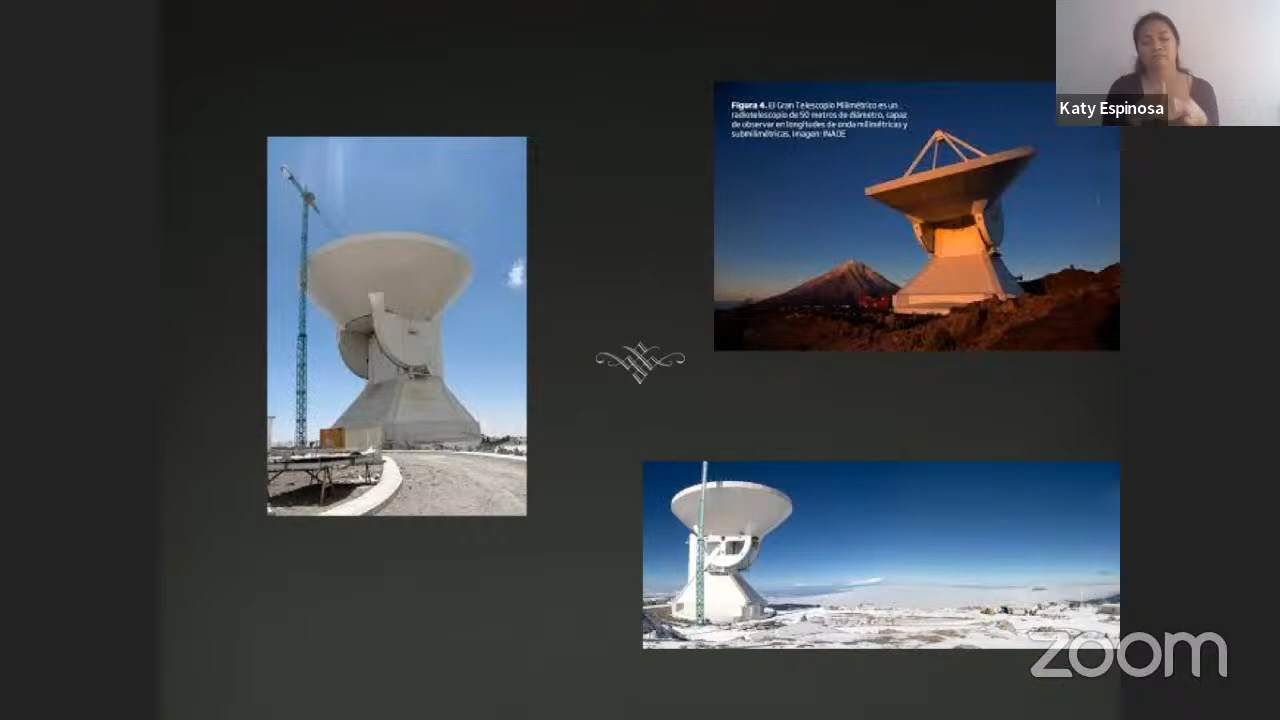 Figura 4. El Gran Telescopio Milimétrico es un
radiotelescopio de 50 metros de diámetro, capaz
de observar en longitudes de onda milimétricas y
submilimétricas. Imagen: INAOE
Katy Espinosa
zoom